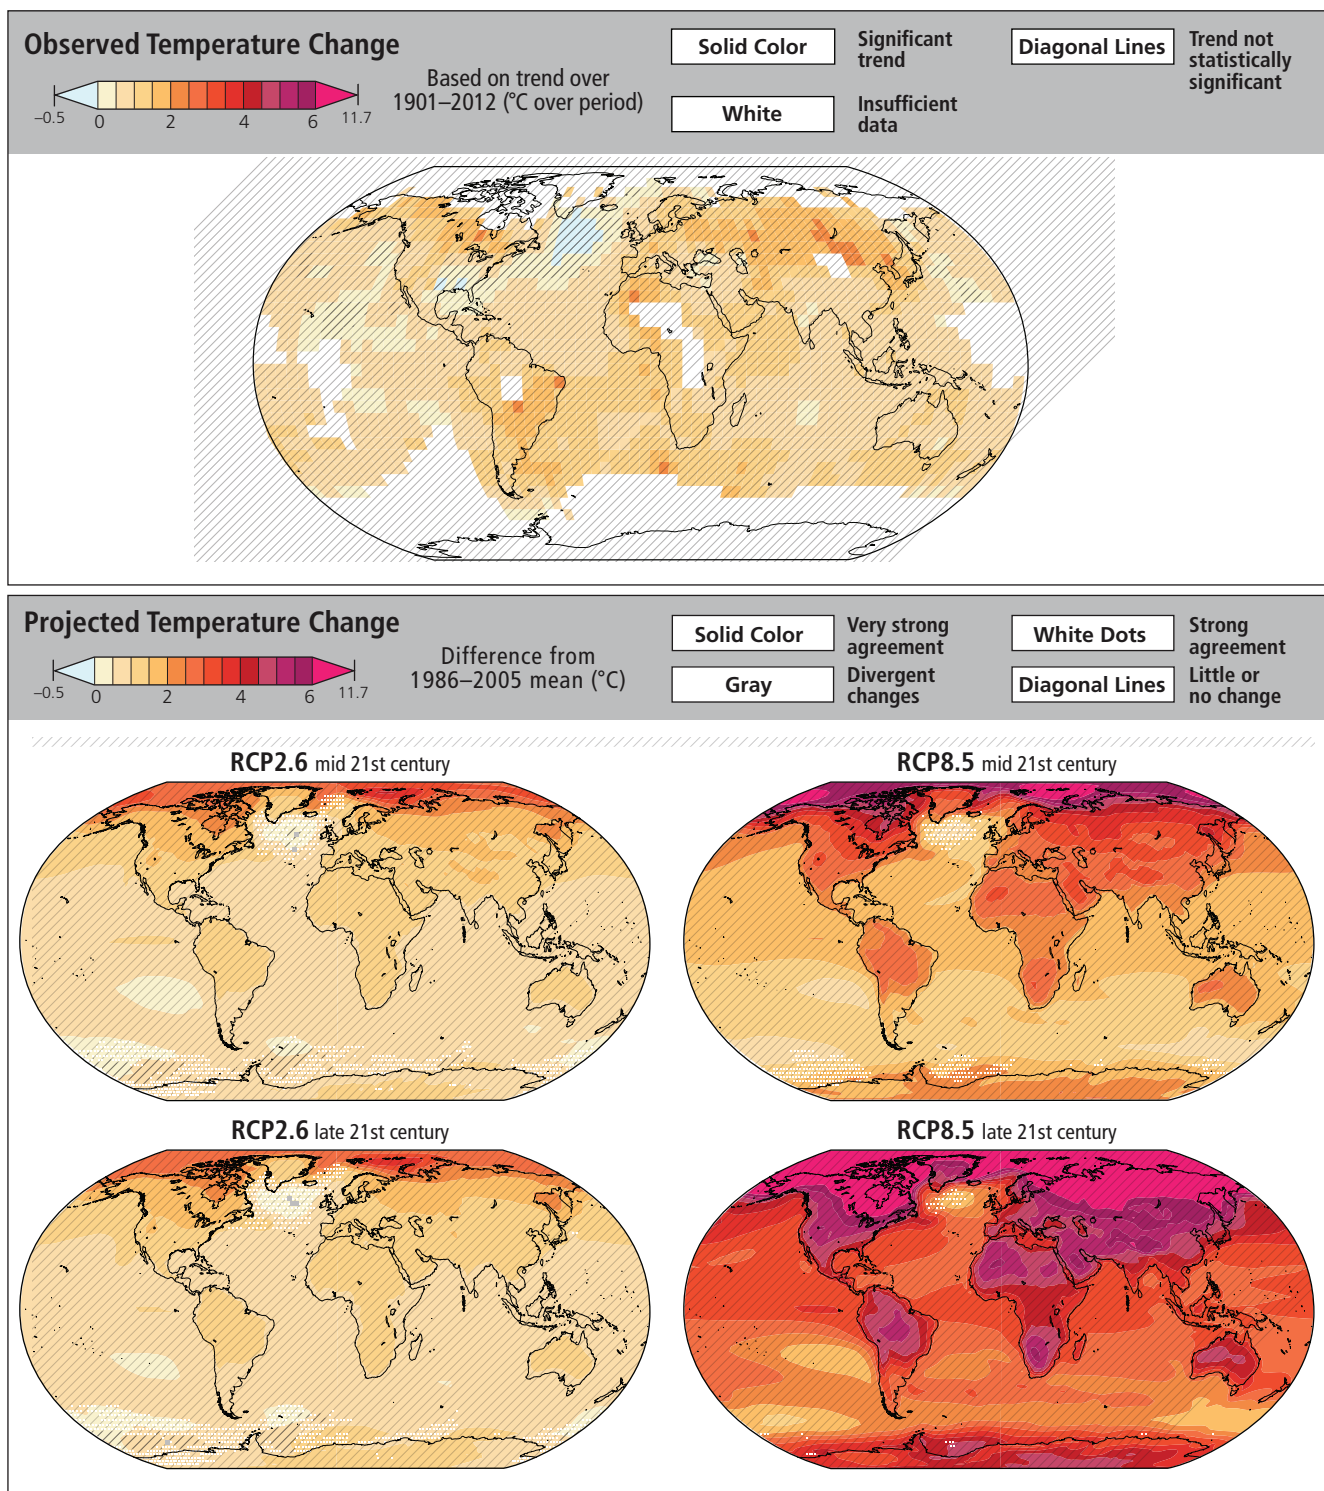 Observed Temperature Change
Based on trend over
1901–2012 (°C over period)
−0.5 0 2 4 6 11.7
Solid Color
Significant
trend
White
Insufficient
data
Diagonal Lines
Trend not
statistically
significant
Projected Temperature Change
Difference from
1986–2005 mean (°C)
−0.5 0 2 4 6 11.7
Solid Color
Very strong
agreement
Gray
Divergent
changes
White Dots
Strong
agreement
Diagonal Lines
Little or
no change
RCP2.6 mid 21st century
RCP8.5 mid 21st century
RCP2.6 late 21st century
RCP8.5 late 21st century